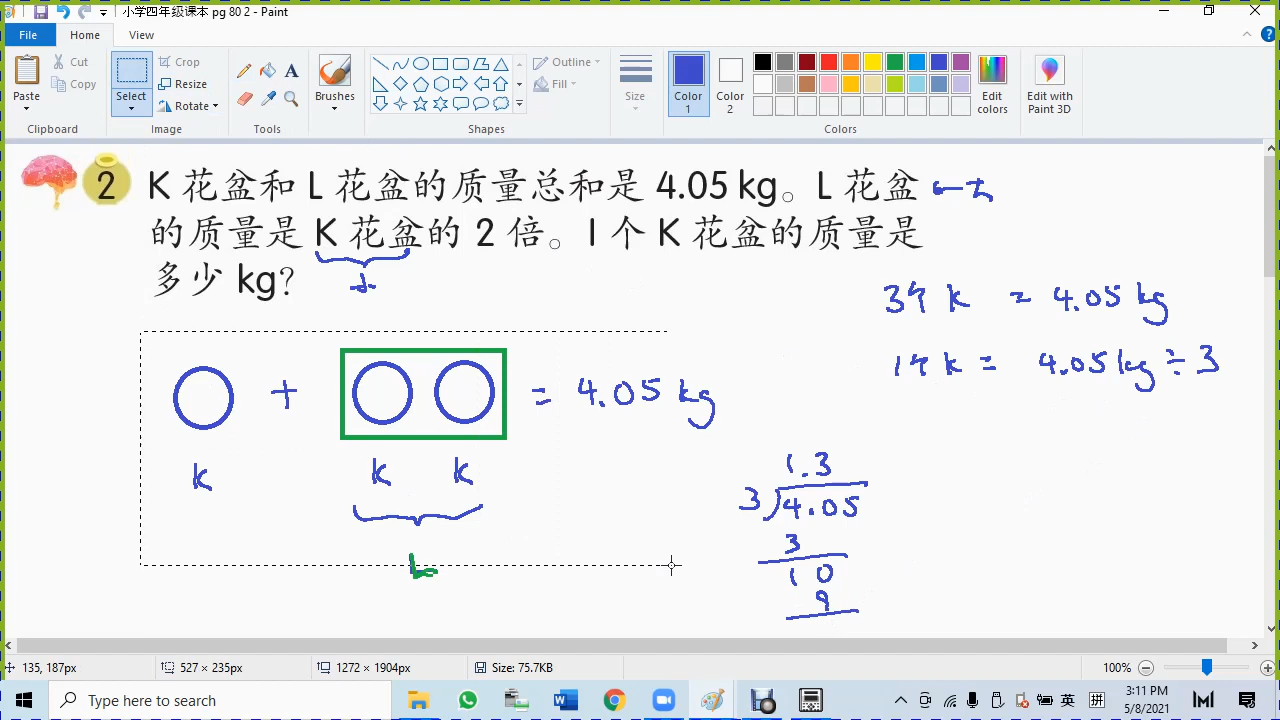 小学四年级课本 pg 80 2 - Paint
File Home View
Paste Cut Copy Clipboard
Select Crop Resize Rotate Image
Tools
Brushes
Outline Fill Shapes
Size
Color 1 Color 2 Edit colors Colors
Edit with Paint 3D
2 K 花盆和 L 花盆的质量总和是 4.05 kg。L 花盆
的质量是 K 花盆的 2 倍。1 个 K 花盆的质量是
多少 kg?
3个 K = 4.05 kg
1个 K = 4.05 kg ÷ 3
+ = 4.05 kg
K K K
L
1.3
3 4.05
3
10
9
135, 187px 527 × 235px 1272 × 1904px Size: 75.7KB 100%
Type here to search
英 拼 3:11 PM
5/8/2021